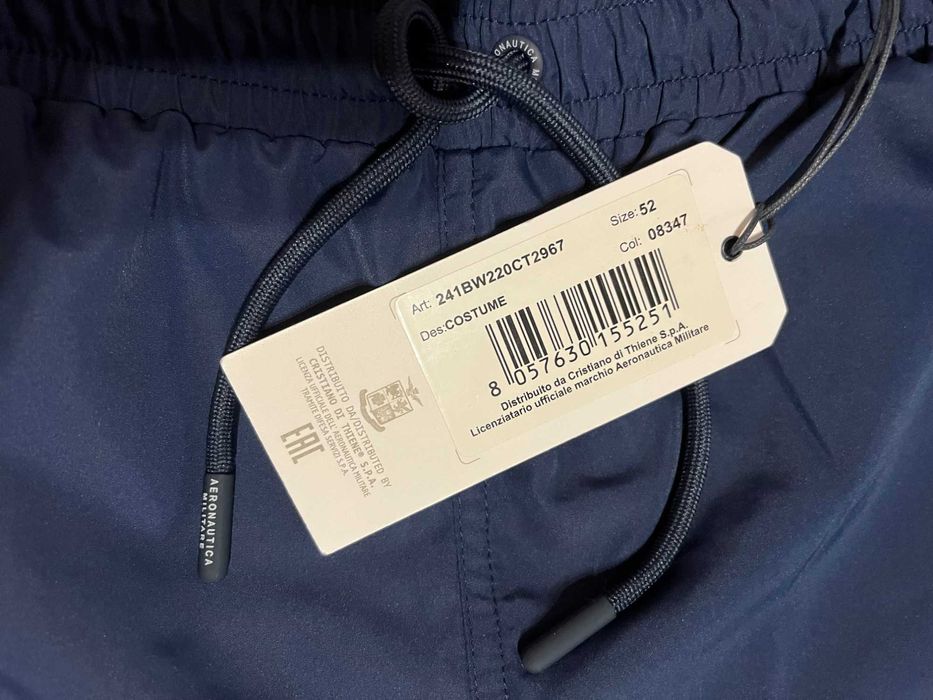 AERONAUTICA M
Art: 241BW220CT2967 Size: 52
Des:COSTUME Col: 08347
8 057630 155251
Distribuito da Cristiano di Thiene S.p.A.
Licenziatario ufficiale marchio Aeronautica Militare
DISTRIBUITO DA/DISTRIBUTED BY
CRISTIANO DI THIENE® S.P.A.
LICENZA UFFICIALE DELL'AERONAUTICA MILITARE
TRAMITE DIFESA SERVIZI S.P.A.
EAC
AERONAUTICA
MILITARE